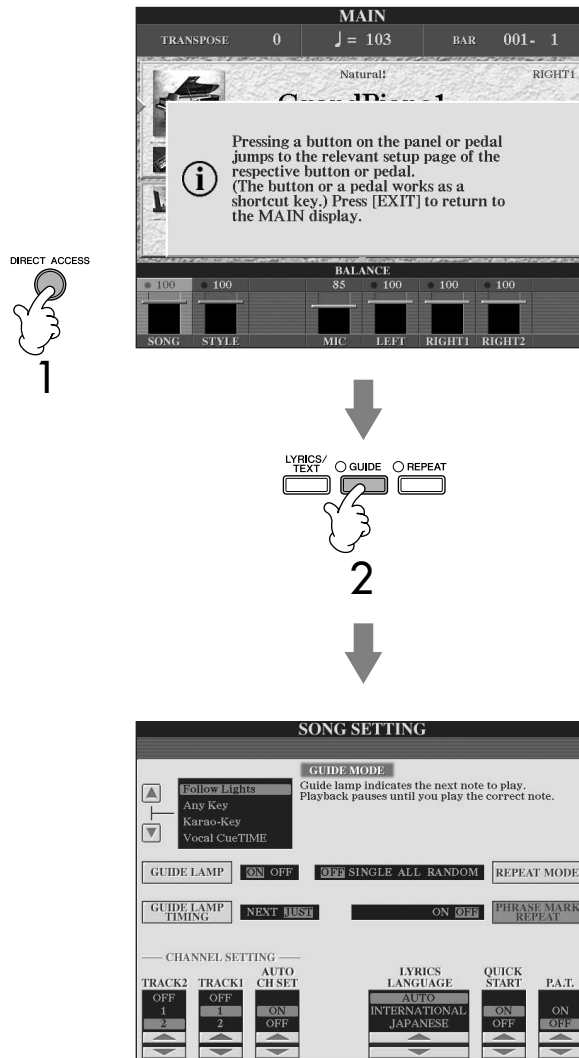 MAIN
TRANSPOSE 0 ♩= 103 BAR 001- 1
Natural! RIGHT1
GrandPiano1
Pressing a button on the panel or pedal
jumps to the relevant setup page of the
respective button or pedal.
(The button or a pedal works as a
shortcut key.) Press [EXIT] to return to
the MAIN display.
DIRECT ACCESS
1
BALANCE
100 100 85 100 100 100
SONG STYLE MIC LEFT RIGHT1 RIGHT2
LYRICS/
TEXT GUIDE REPEAT
2
SONG SETTING
GUIDE MODE
Follow Lights
Any Key
Karao-Key
Vocal CueTIME
Guide lamp indicates the next note to play.
Playback pauses until you play the correct note.
GUIDE LAMP ON OFF OFF SINGLE ALL RANDOM REPEAT MODE
GUIDE LAMP
TIMING NEXT JUST ON OFF PHRASE MARK
REPEAT
CHANNEL SETTING
TRACK2 TRACK1 AUTO
CH SET LYRICS
LANGUAGE QUICK
START P.A.T.
OFF OFF AUTO
1 1 ON INTERNATIONAL ON ON
2 2 OFF JAPANESE OFF OFF